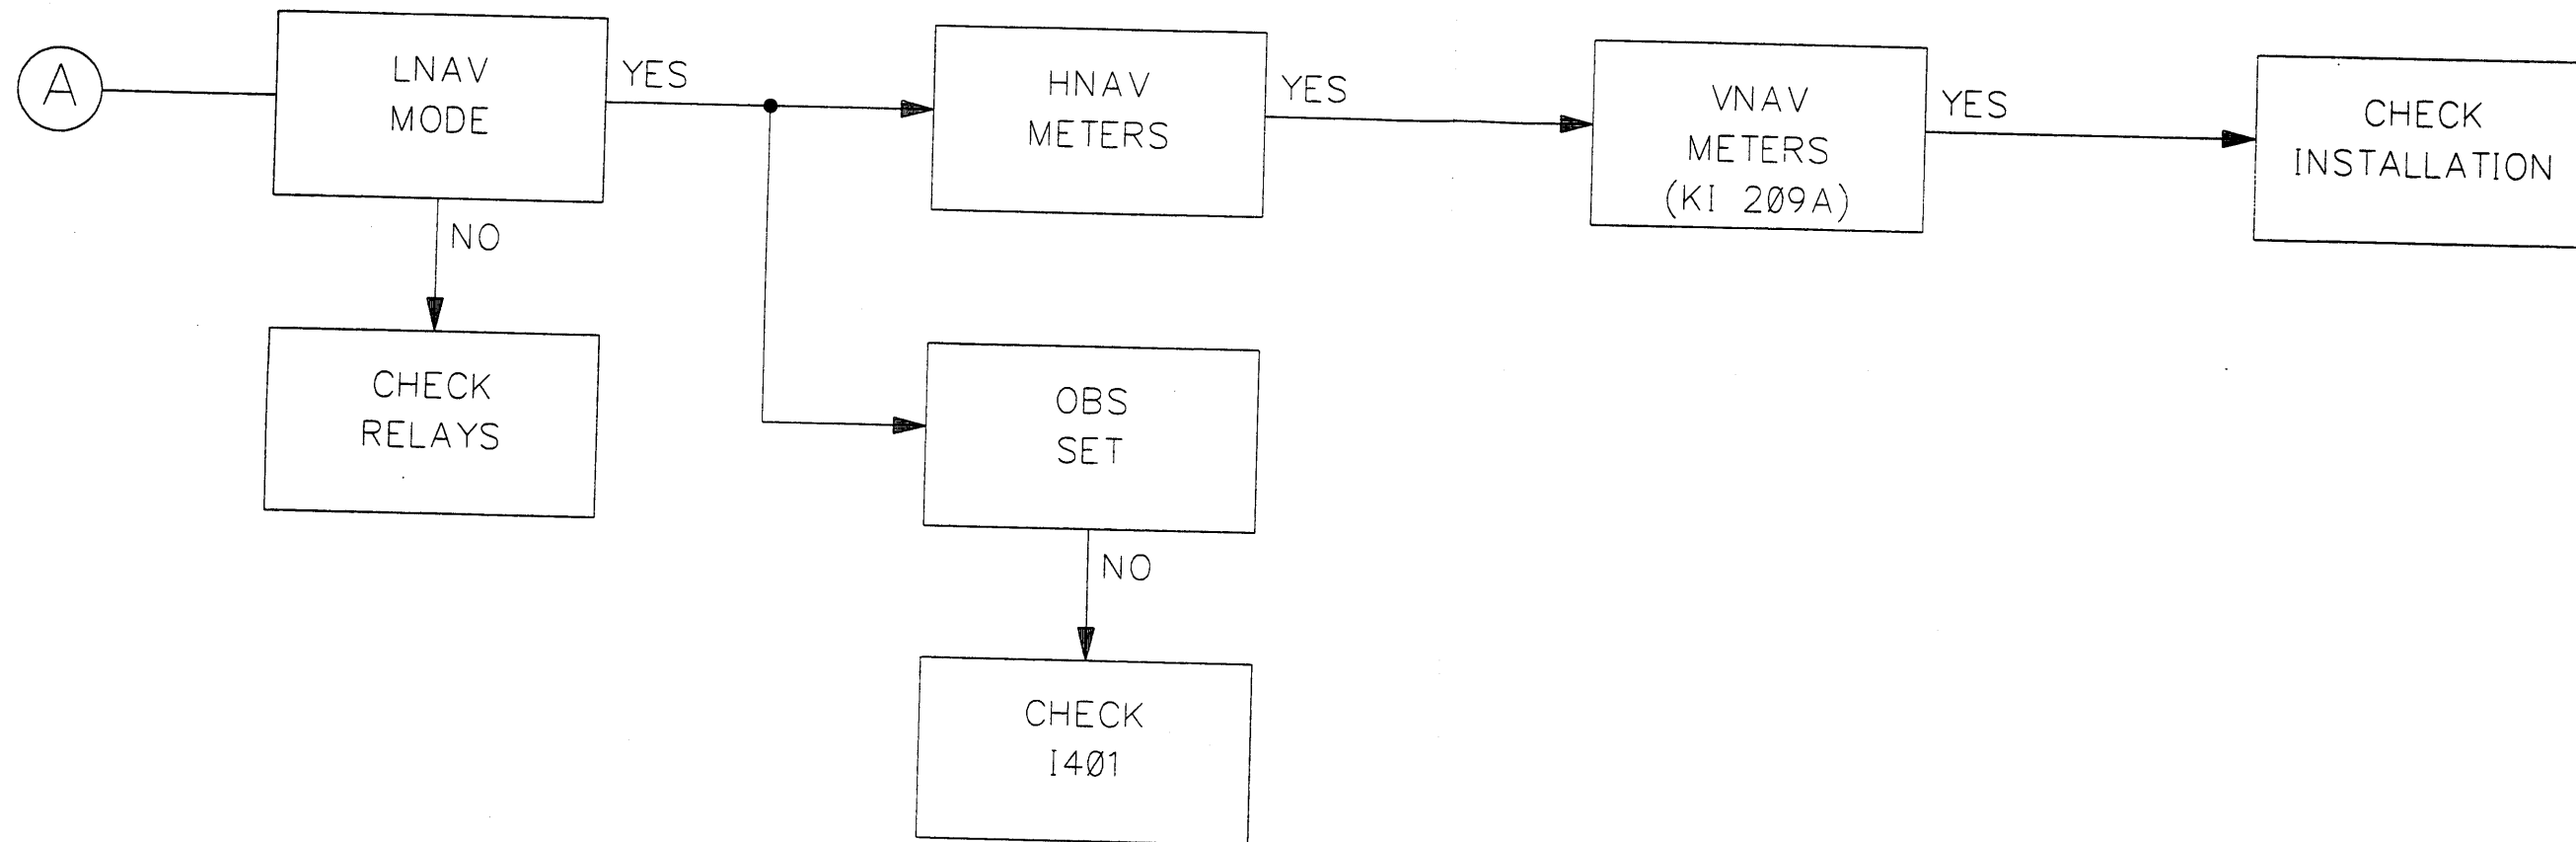 A
LNAV
MODE
YES
HNAV
METERS
YES
VNAV
METERS
(KI 2Ø9A)
YES
CHECK
INSTALLATION
NO
CHECK
RELAYS
OBS
SET
NO
CHECK
I4Ø1